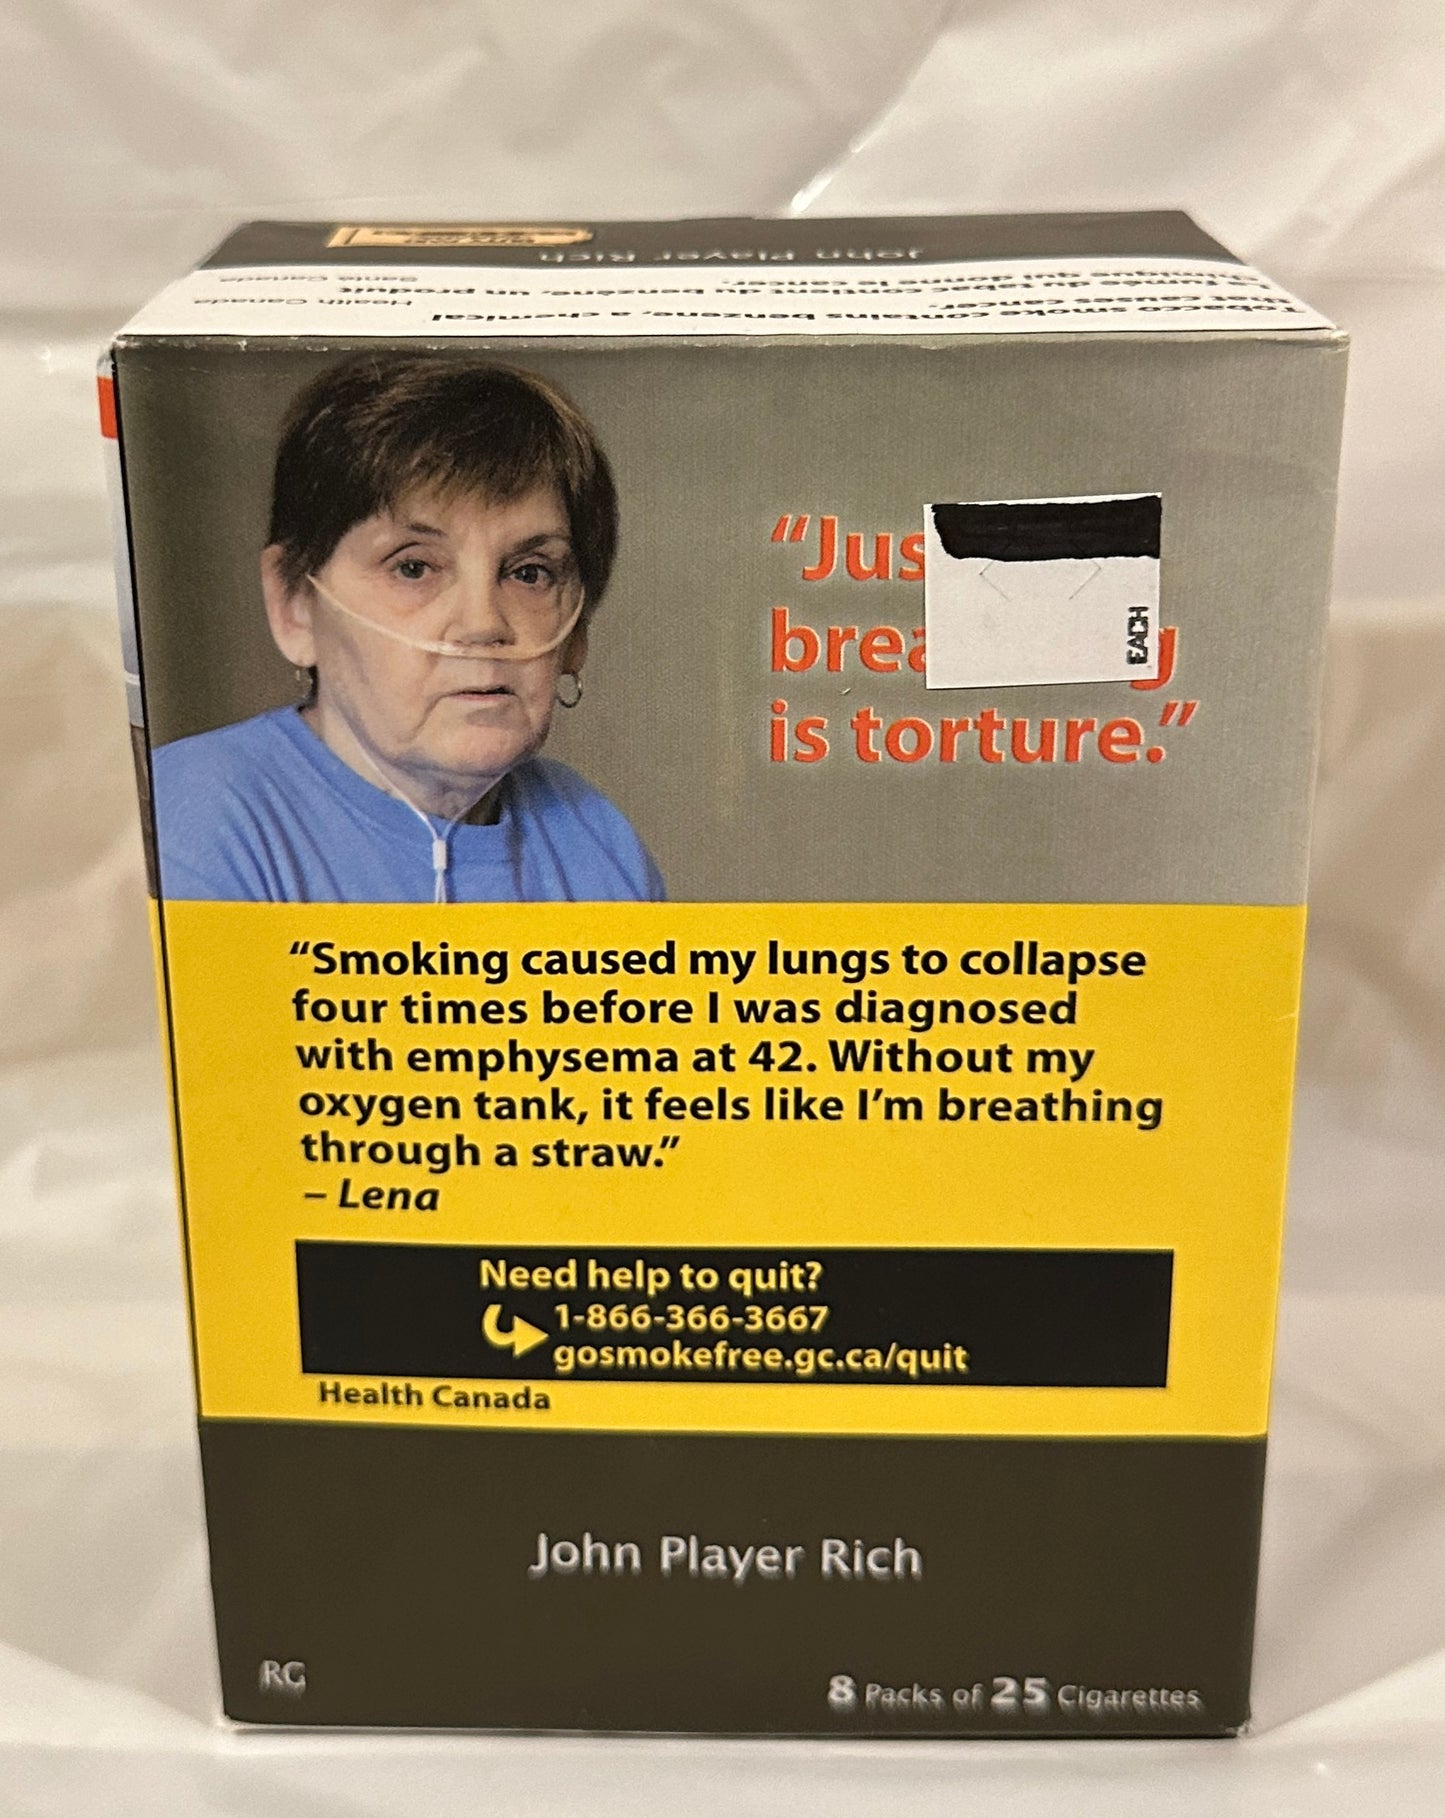 John Player Rich
Health Canada
Santé Canada
Tobacco smoke contains benzene, a chemical
that causes cancer.
fumée du tabac contient du benzène, un produit
chimique qui donne le cancer.
“Jus
brea g
is torture.”
EACH
“Smoking caused my lungs to collapse
four times before I was diagnosed
with emphysema at 42. Without my
oxygen tank, it feels like I’m breathing
through a straw.”
– Lena
Need help to quit?
1-866-366-3667
gosmokefree.gc.ca/quit
Health Canada
John Player Rich
RG
8 Packs of 25 Cigarettes